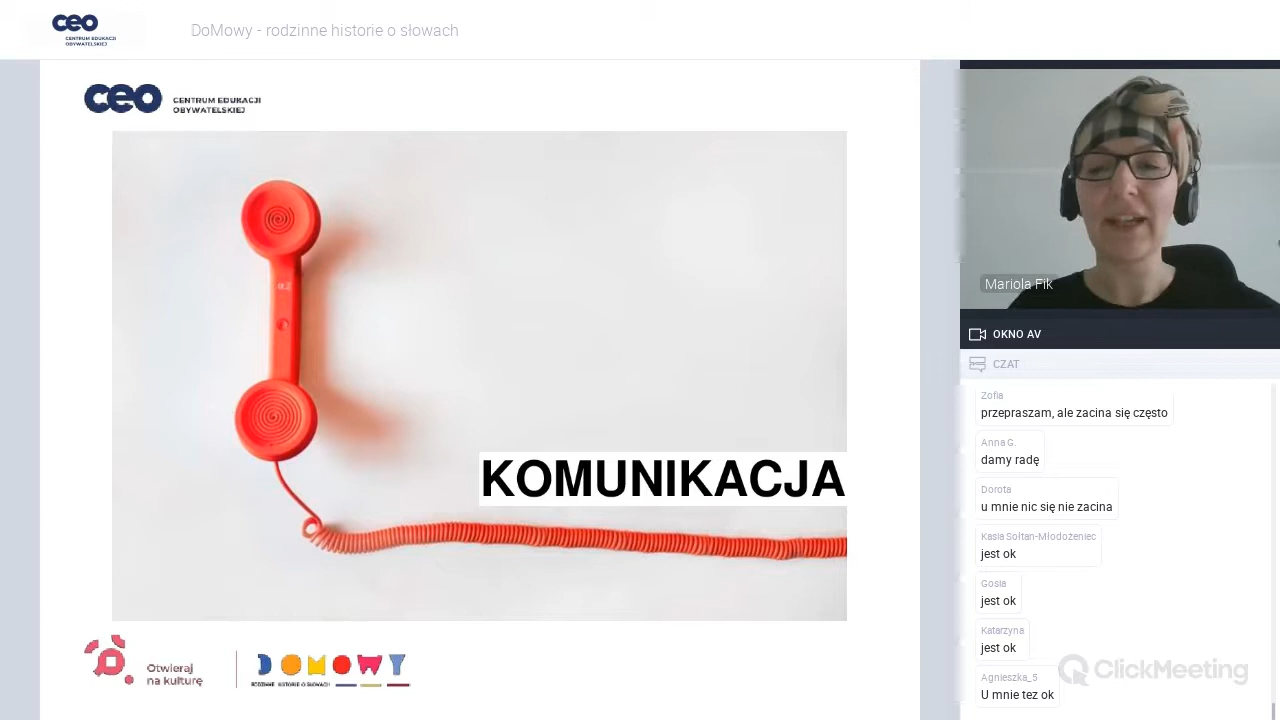 ceo
CENTRUM EDUKACJI
OBYWATELSKIEJ
DoMowy - rodzinne historie o słowach
ceo
CENTRUM EDUKACJI
OBYWATELSKIEJ
KOMUNIKACJA
Otwieraj
na kulturę
DOMOWY
RODZINNE HISTORIE O SŁOWACH
Mariola Fik
OKNO AV
CZAT
Zofia
przepraszam, ale zacina się często
Anna G.
damy radę
Dorota
u mnie nic się nie zacina
Kasia Sołtan-Młodożeniec
jest ok
Gosia
jest ok
Katarzyna
jest ok
Agnieszka_5
U mnie tez ok
ClickMeeting